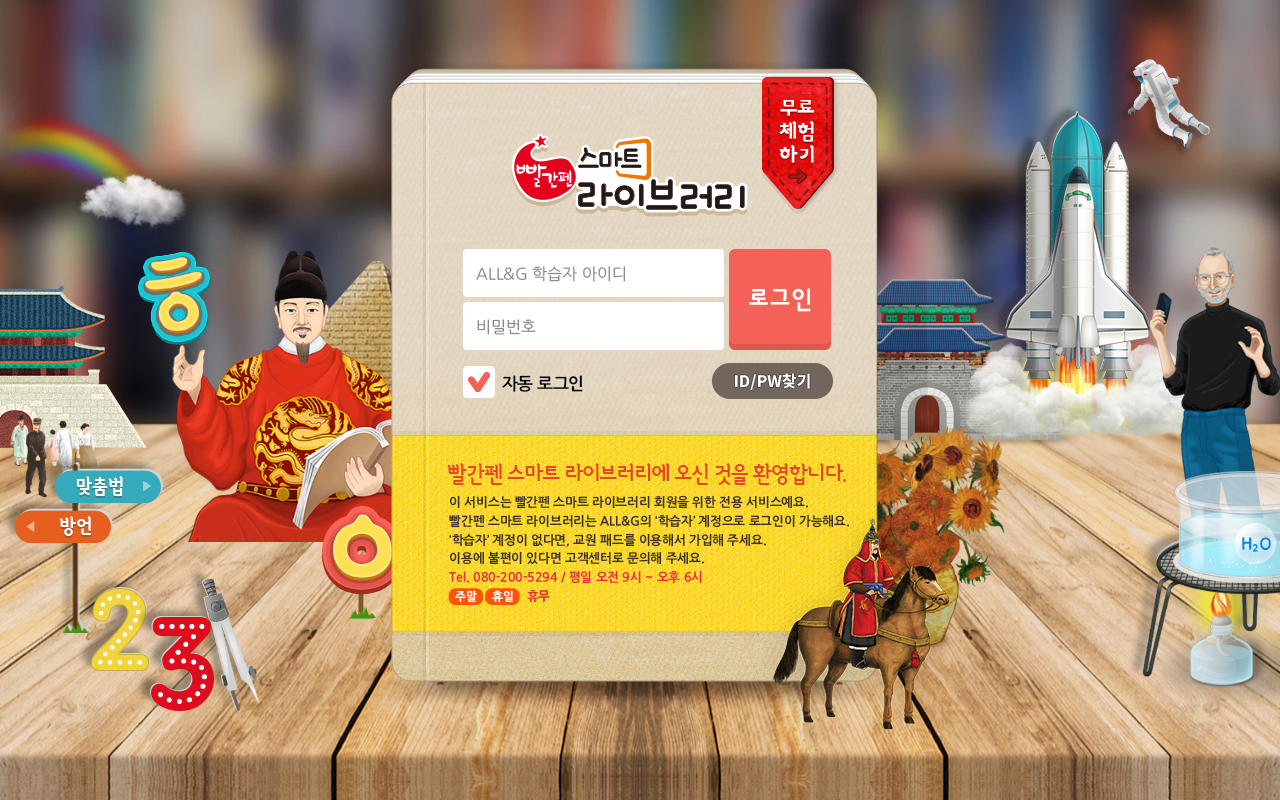 무료
체험
하기
빨간펜
스마트
라이브러리
ALL&G 학습자 아이디
비밀번호
로그인
자동 로그인
ID/PW찾기
빨간펜 스마트 라이브러리에 오신 것을 환영합니다.
이 서비스는 빨간펜 스마트 라이브러리 회원을 위한 전용 서비스예요.
빨간펜 스마트 라이브러리는 ALL&G의 '학습자' 계정으로 로그인이 가능해요.
'학습자' 계정이 없다면, 교원 패드를 이용해서 가입해 주세요.
이용에 불편이 있다면 고객센터로 문의해 주세요.
Tel. 080-200-5294 / 평일 오전 9시 ~ 오후 6시
주말 휴일 휴무
흥
맞춤법
방언
2
3
H₂O